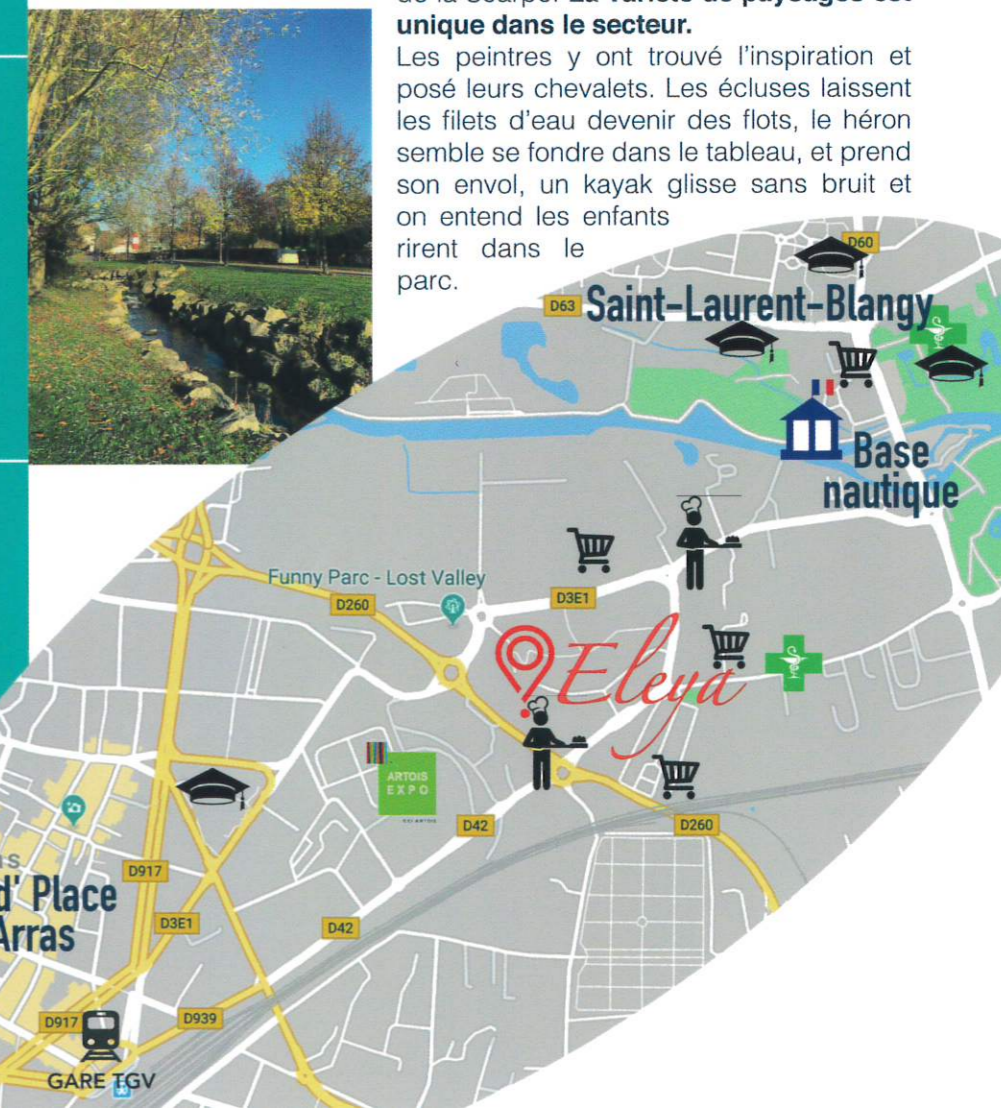 unique dans le secteur.
Les peintres y ont trouvé l'inspiration et
posé leurs chevalets. Les écluses laissent
les filets d'eau devenir des flots, le héron
semble se fondre dans le tableau, et prend
son envol, un kayak glisse sans bruit et
on entend les enfants
rirent dans le
parc.
D60
D63 Saint-Laurent-Blangy
Base
nautique
Funny Parc - Lost Valley
D260
D3E1
Eleya
ARTOIS
EXPO
D42
D260
D917
d' Place
Arras
D3E1
D42
D917
D939
GARE TGV